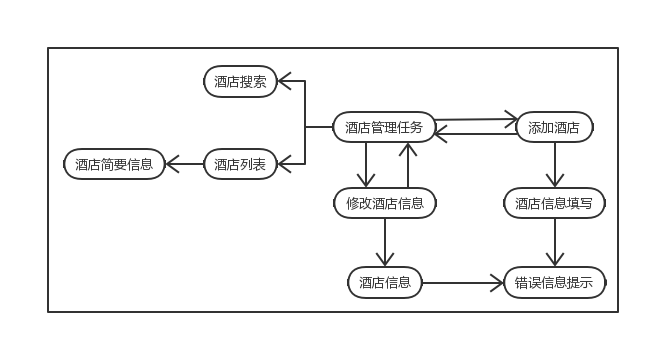 酒店搜索
酒店管理任务
添加酒店
酒店简要信息
酒店列表
修改酒店信息
酒店信息填写
酒店信息
错误信息提示